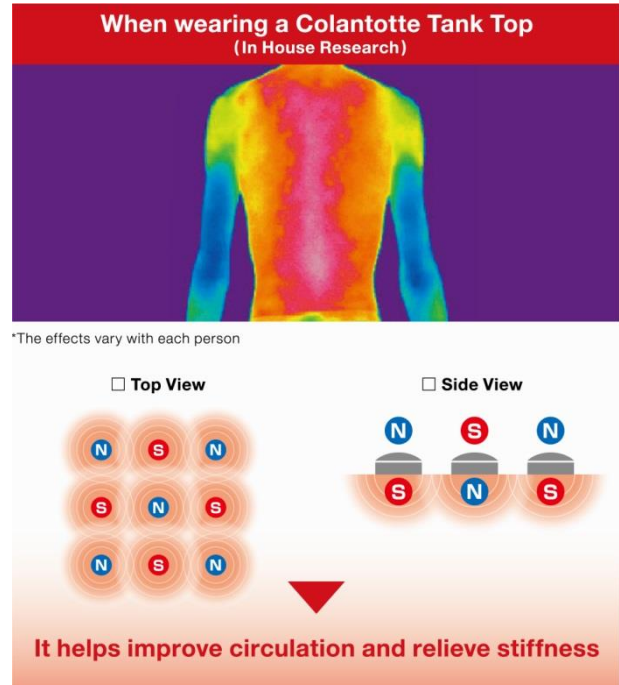 When wearing a Colantotte Tank Top
(In House Research)
*The effects vary with each person
□ Top View
□ Side View
N S N
N S N
S N S
S N S
N S N
It helps improve circulation and relieve stiffness